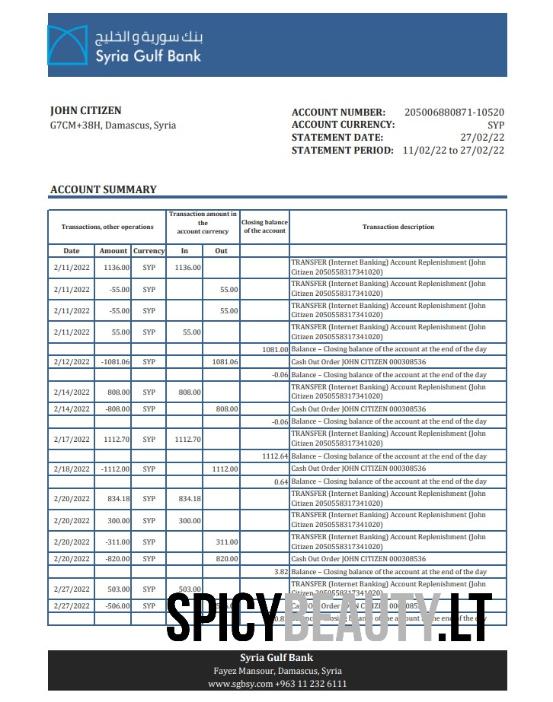 بنك سورية والخليج
Syria Gulf Bank
JOHN CITIZEN
G7CM+38H, Damascus, Syria
ACCOUNT NUMBER: 205006880871-10520
ACCOUNT CURRENCY: SYP
STATEMENT DATE: 27/02/22
STATEMENT PERIOD: 11/02/22 to 27/02/22
ACCOUNT SUMMARY
Transactions, other operations
Transaction amount in
the
account currency
Closing balance
of the account
Transaction description
Date Amount Currency In Out
2/11/2022 1136.00 SYP 1136.00 TRANSFER (Internet Banking) Account Replenishment (John
Citizen 2050558317341020)
2/11/2022 -55.00 SYP 55.00 TRANSFER (Internet Banking) Account Replenishment (John
Citizen 2050558317341020)
2/11/2022 -55.00 SYP 55.00 TRANSFER (Internet Banking) Account Replenishment (John
Citizen 2050558317341020)
2/11/2022 55.00 SYP 55.00 TRANSFER (Internet Banking) Account Replenishment (John
Citizen 2050558317341020)
1081.00 Balance – Closing balance of the account at the end of the day
2/12/2022 -1081.06 SYP 1081.06 Cash Out Order JOHN CITIZEN 000308536
-0.06 Balance – Closing balance of the account at the end of the day
2/14/2022 808.00 SYP 808.00 TRANSFER (Internet Banking) Account Replenishment (John
Citizen 2050558317341020)
2/14/2022 -808.00 SYP 808.00 Cash Out Order JOHN CITIZEN 000308536
-0.06 Balance – Closing balance of the account at the end of the day
2/17/2022 1112.70 SYP 1112.70 TRANSFER (Internet Banking) Account Replenishment (John
Citizen 2050558317341020)
1112.64 Balance – Closing balance of the account at the end of the day
2/18/2022 -1112.00 SYP 1112.00 Cash Out Order JOHN CITIZEN 000308536
0.64 Balance – Closing balance of the account at the end of the day
2/20/2022 834.18 SYP 834.18 TRANSFER (Internet Banking) Account Replenishment (John
Citizen 2050558317341020)
2/20/2022 300.00 SYP 300.00 TRANSFER (Internet Banking) Account Replenishment (John
Citizen 2050558317341020)
2/20/2022 -311.00 SYP 311.00 TRANSFER (Internet Banking) Account Replenishment (John
Citizen 2050558317341020)
2/20/2022 -820.00 SYP 820.00 Cash Out Order JOHN CITIZEN 000308536
3.82 Balance – Closing balance of the account at the end of the day
2/27/2022 503.00 SYP 503.00 TRANSFER (Internet Banking) Account Replenishment (John
Citizen 2050558317341020)
2/27/2022 -506.00 SYP Cash Out Order JOHN CITIZEN 000308536
balance of the account at the end of the day
SPICYBEAUTY.LT
Syria Gulf Bank
Fayez Mansour, Damascus, Syria
www.sgbsy.com +963 11 232 6111